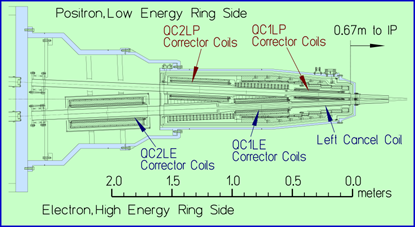 Positron, Low Energy Ring Side
QC2LP
Corrector Coils
QC1LP
Corrector Coils
0.67m to IP
QC2LE
Corrector Coils
QC1LE
Corrector Coils
Left Cancel Coil
2.0 1.5 1.0 0.5 0.0
meters
Electron, High Energy Ring Side